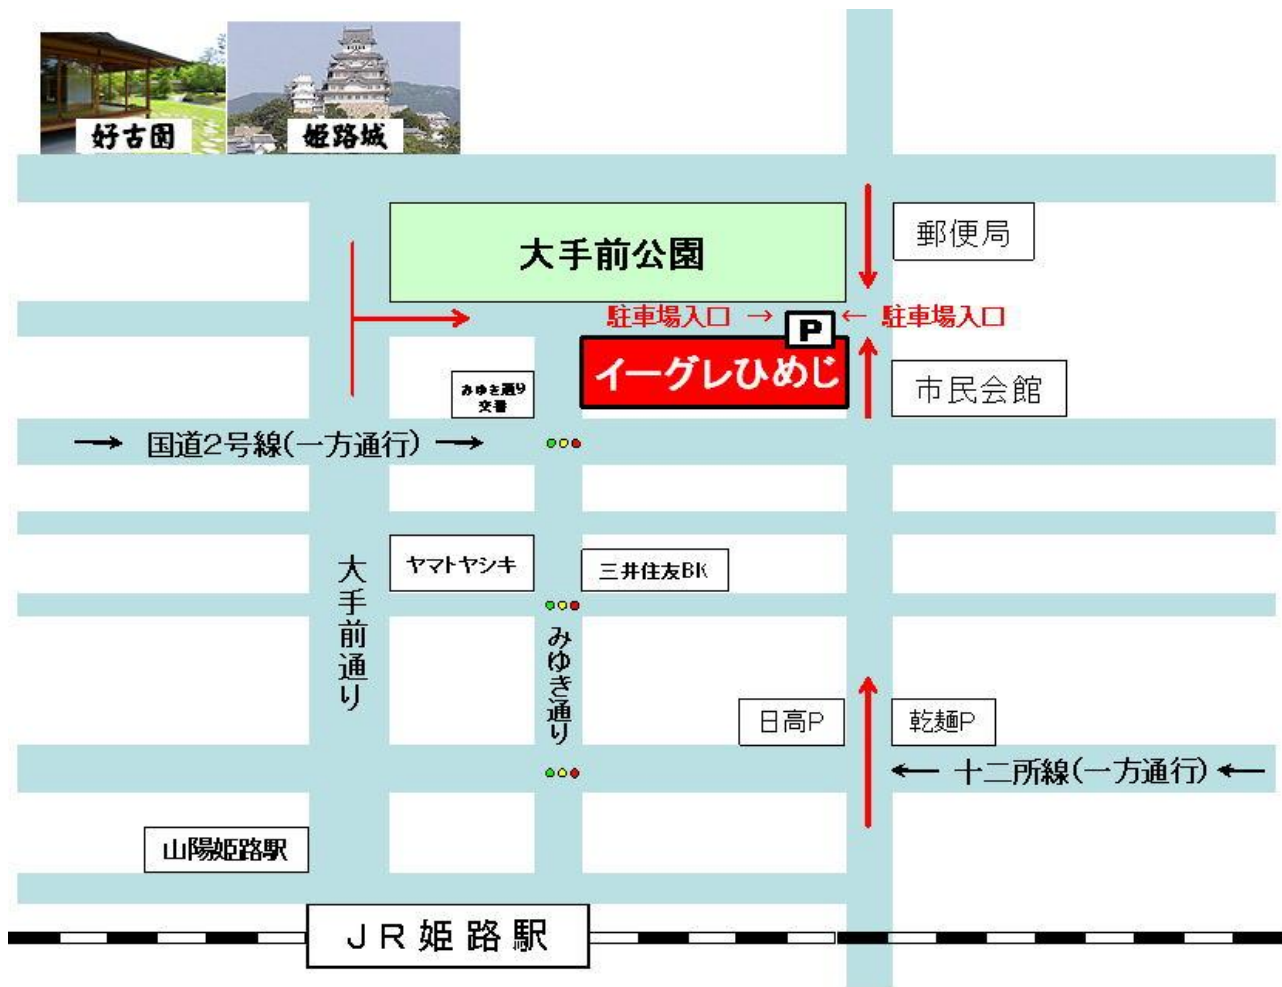 好古園
姫路城
大手前公園
郵便局
駐車場入口 →
P
← 駐車場入口
イーグレひめじ
みゆき通り
交番
市民会館
→ 国道2号線(一方通行) →
ヤマトヤシキ
三井住友BK
大手前通り
みゆき通り
日高P
乾麺P
← 十二所線(一方通行) ←
山陽姫路駅
JR姫路駅